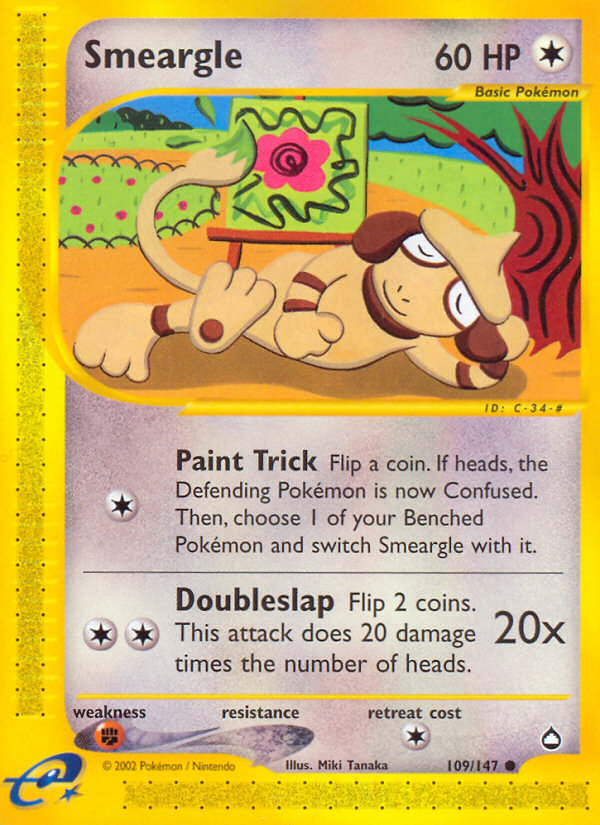 Smeargle 60 HP
Basic Pokémon
ID: C-34-#
Paint Trick Flip a coin. If heads, the
Defending Pokémon is now Confused.
Then, choose 1 of your Benched
Pokémon and switch Smeargle with it.
Doubleslap Flip 2 coins.
This attack does 20 damage 20x
times the number of heads.
weakness resistance retreat cost
© 2002 Pokémon / Nintendo Illus. Miki Tanaka 109/147
e